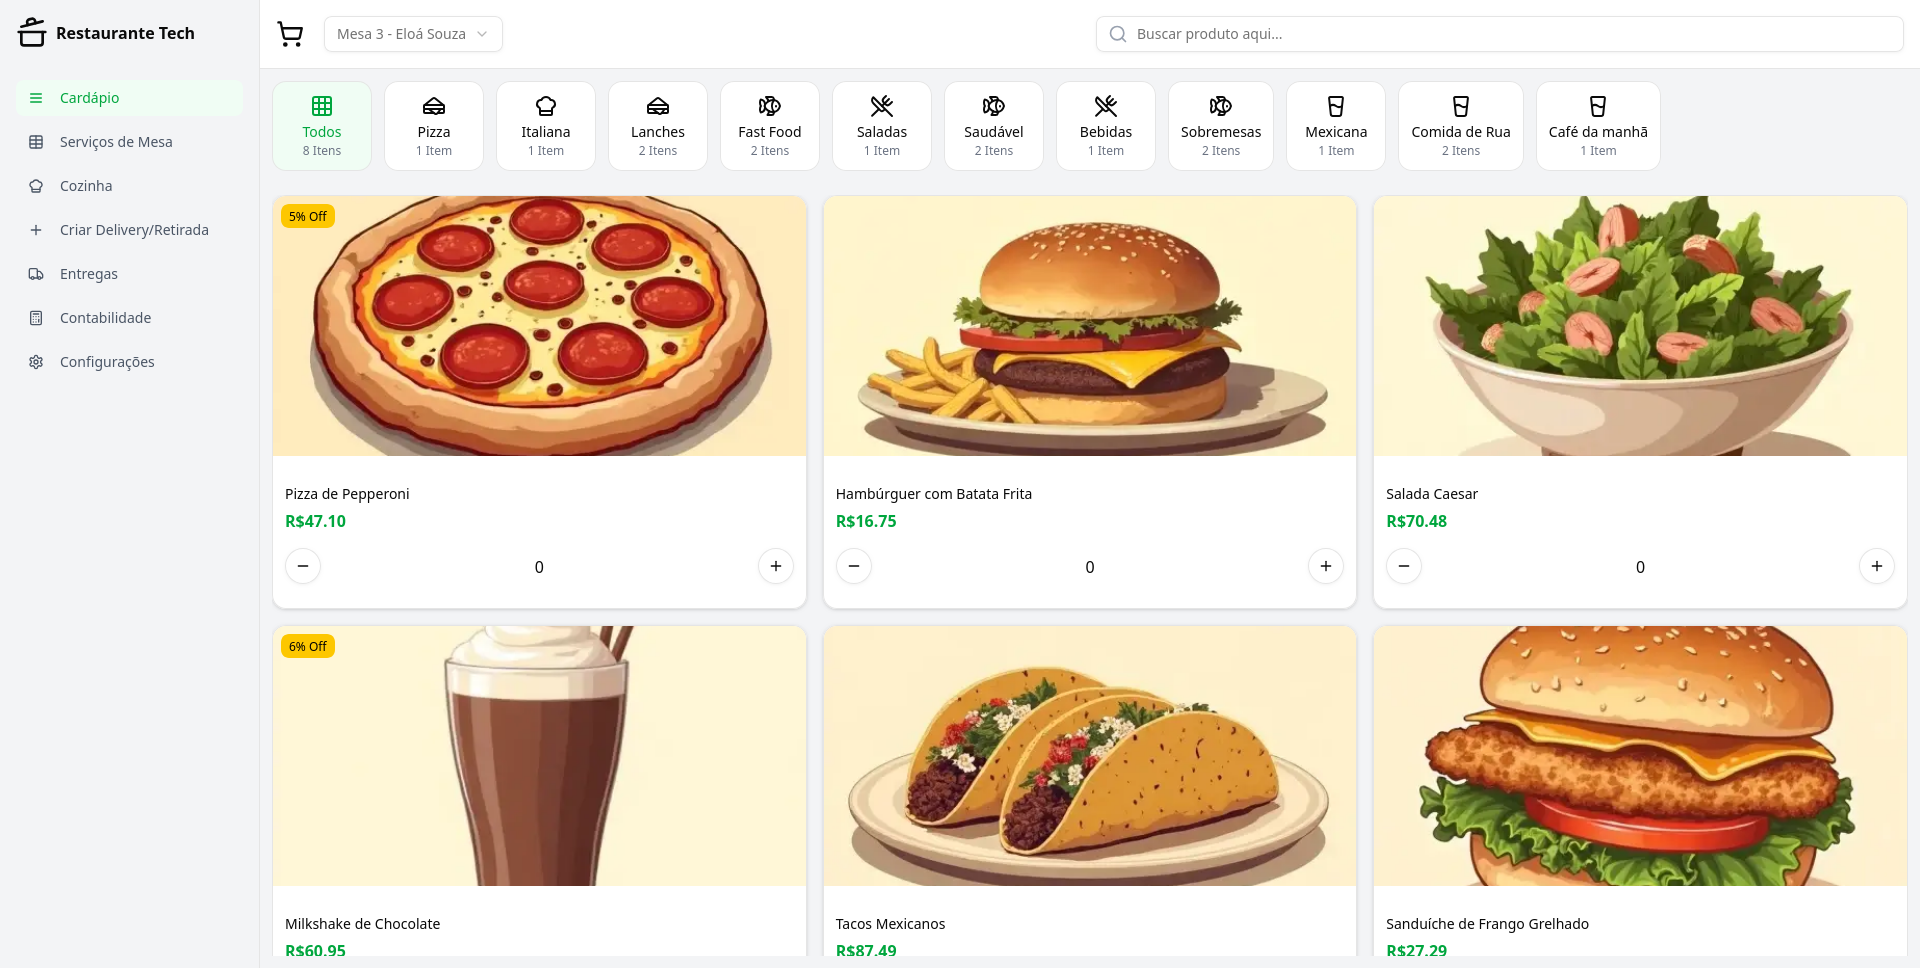 Restaurante Tech
Mesa 3 - Eloá Souza
Buscar produto aqui...
Cardápio
Serviços de Mesa
Cozinha
Criar Delivery/Retirada
Entregas
Contabilidade
Configurações
Todos
8 Itens
Pizza
1 Item
Italiana
1 Item
Lanches
2 Itens
Fast Food
2 Itens
Saladas
1 Item
Saudável
2 Itens
Bebidas
1 Item
Sobremesas
2 Itens
Mexicana
1 Item
Comida de Rua
2 Itens
Café da manhã
1 Item
5% Off
Pizza de Pepperoni
R$47.10
0
Hambúrguer com Batata Frita
R$16.75
0
Salada Caesar
R$70.48
0
6% Off
Milkshake de Chocolate
R$60.95
Tacos Mexicanos
R$87.49
Sanduíche de Frango Grelhado
R$27.29